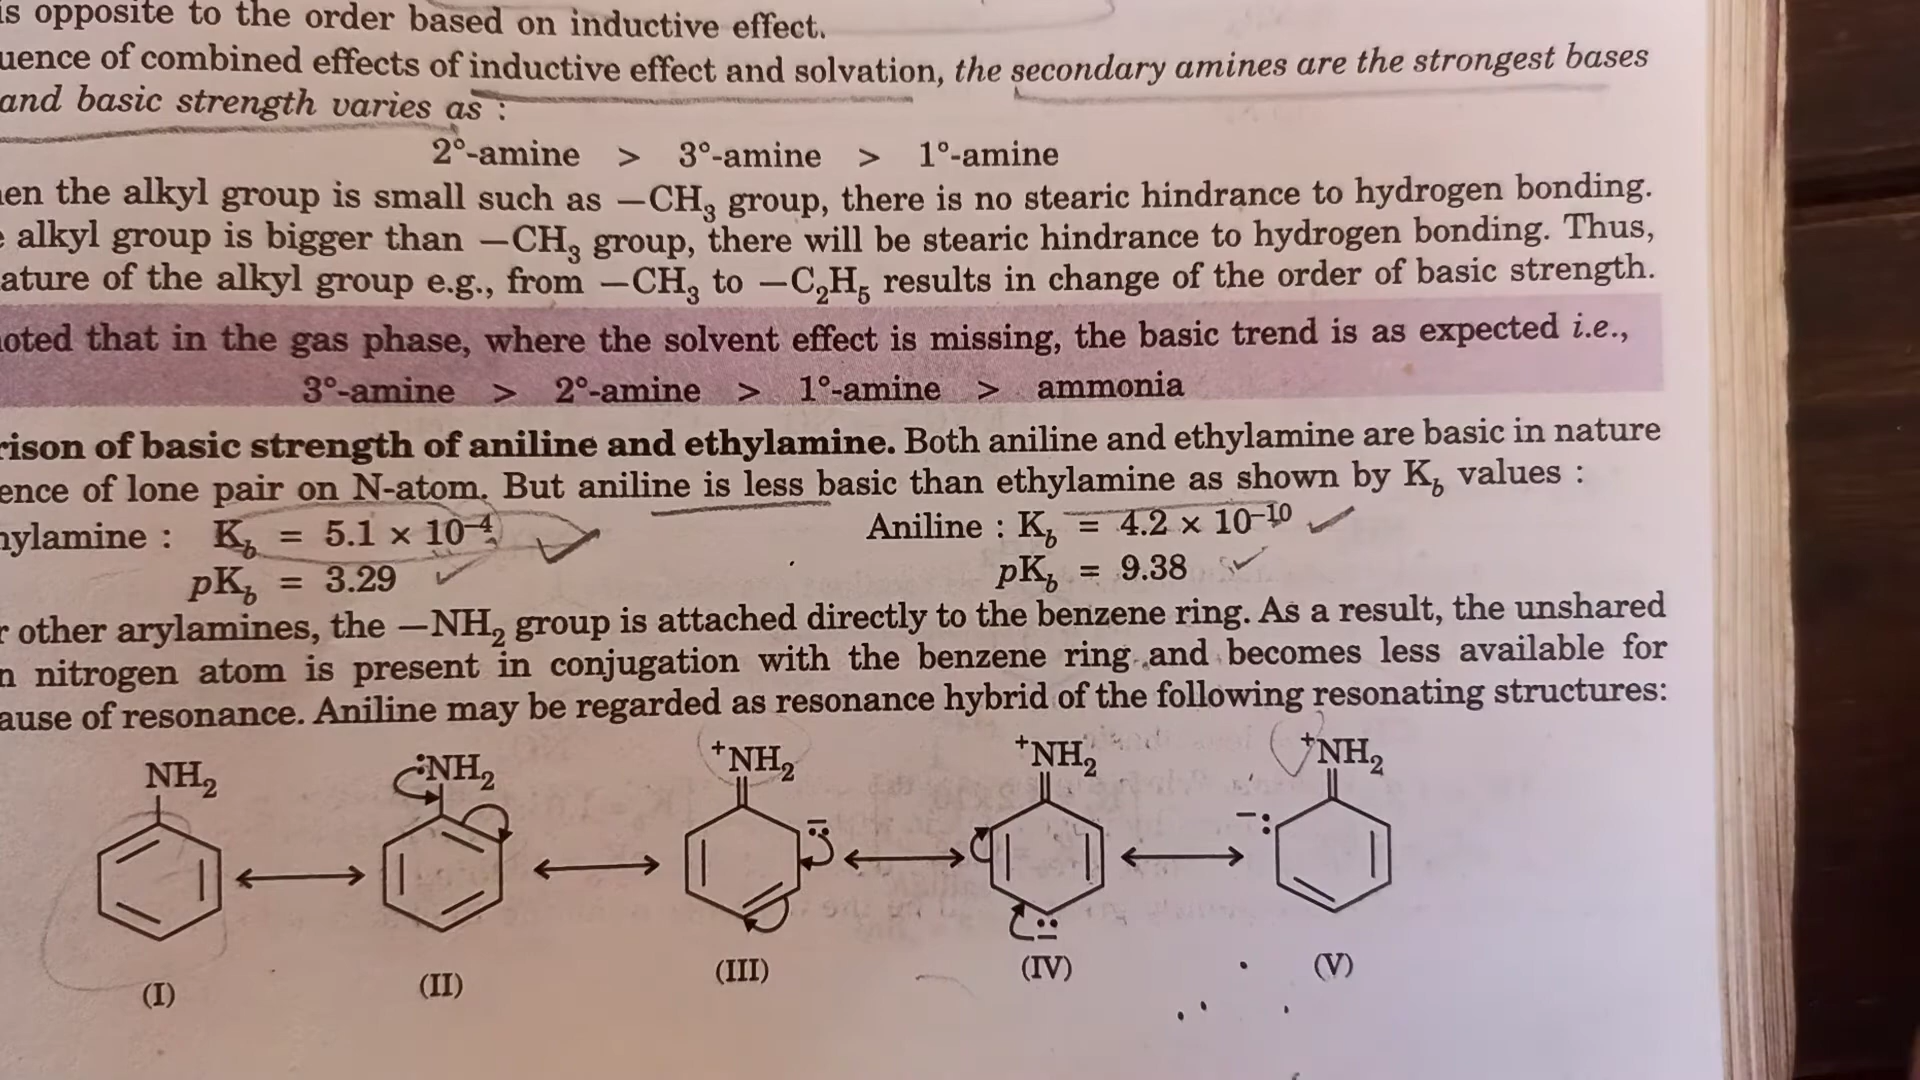 is opposite to the order based on inductive effect.
uence of combined effects of inductive effect and solvation, the secondary amines are the strongest bases
and basic strength varies as :
2°-amine > 3°-amine > 1°-amine
en the alkyl group is small such as —CH₃ group, there is no stearic hindrance to hydrogen bonding.
e alkyl group is bigger than —CH₃ group, there will be stearic hindrance to hydrogen bonding. Thus,
ature of the alkyl group e.g., from —CH₃ to —C₂H₅ results in change of the order of basic strength.
oted that in the gas phase, where the solvent effect is missing, the basic trend is as expected i.e.,
3°-amine > 2°-amine > 1°-amine > ammonia
rison of basic strength of aniline and ethylamine. Both aniline and ethylamine are basic in nature
ence of lone pair on N-atom. But aniline is less basic than ethylamine as shown by K_b values :
hylamine : K_b = 5.1 × 10⁻⁴ Aniline : K_b = 4.2 × 10⁻¹⁰
pK_b = 3.29 pK_b = 9.38
r other arylamines, the —NH₂ group is attached directly to the benzene ring. As a result, the unshared
n nitrogen atom is present in conjugation with the benzene ring and becomes less available for
ause of resonance. Aniline may be regarded as resonance hybrid of the following resonating structures:
NH₂ :NH₂ ⁺NH₂ ⁺NH₂ ⁺NH₂
(I) (II) (III) (IV) (V)